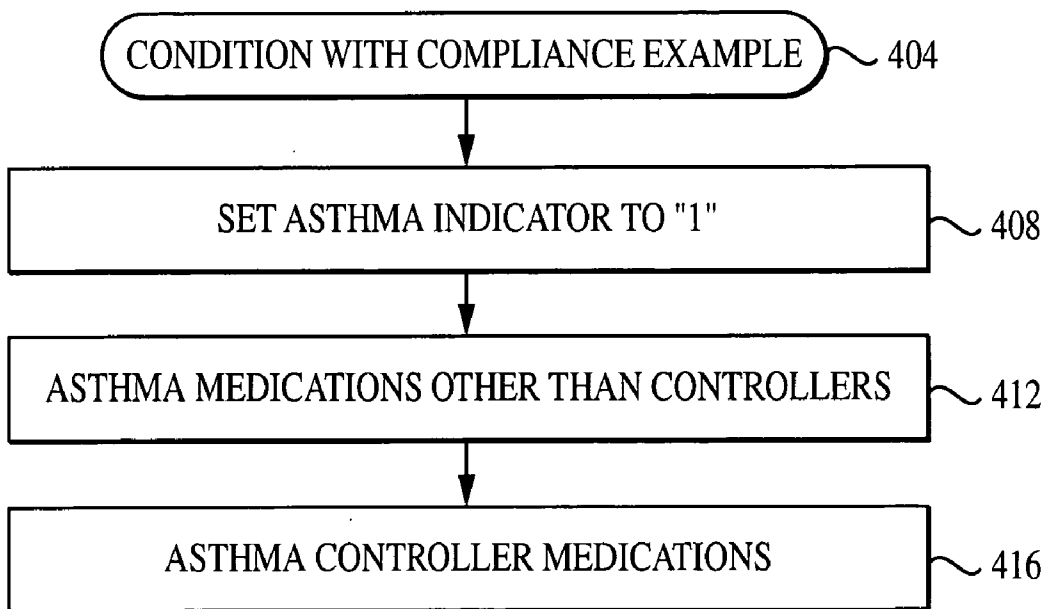 CONDITION WITH COMPLIANCE EXAMPLE 404
SET ASTHMA INDICATOR TO "1" 408
ASTHMA MEDICATIONS OTHER THAN CONTROLLERS 412
ASTHMA CONTROLLER MEDICATIONS 416